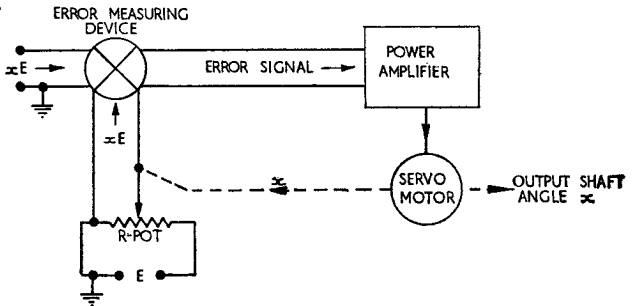 ERROR MEASURING
DEVICE
xE
ERROR SIGNAL
POWER
AMPLIFIER
xE
x
SERVO
MOTOR
OUTPUT SHAFT
ANGLE x
R-POT
E